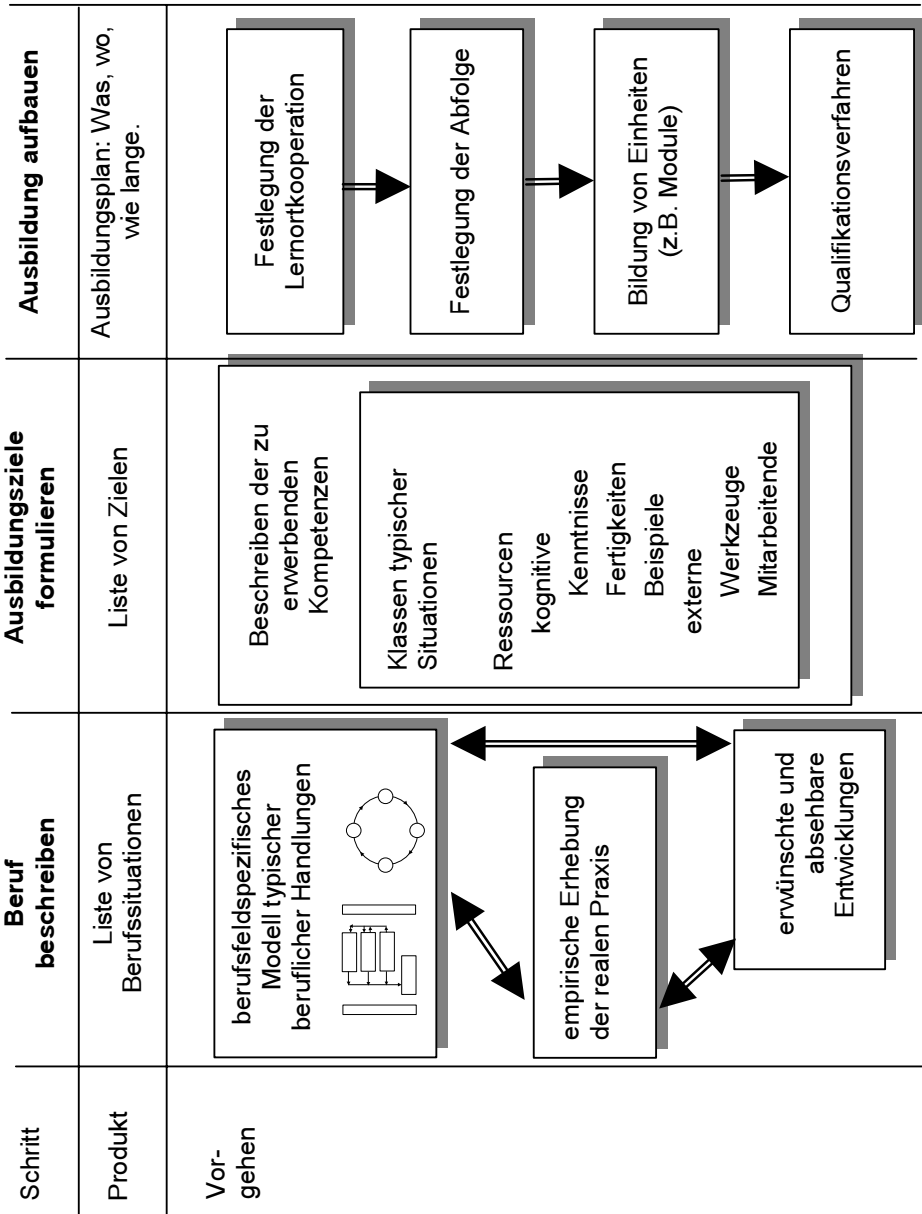 Schritt
Beruf
beschreiben
Ausbildungsziele
formulieren
Ausbildung aufbauen
Produkt
Liste von
Berufssituationen
Liste von Zielen
Ausbildungsplan: Was, wo,
wie lange.
Vor-
gehen
berufsfeldspezifisches
Modell typischer
beruflicher Handlungen
empirische Erhebung
der realen Praxis
erwünschte und
absehbare
Entwicklungen
Beschreiben der zu
erwerbenden
Kompetenzen
Klassen typischer
Situationen
Ressourcen
kognitive
Kenntnisse
Fertigkeiten
Beispiele
externe
Werkzeuge
Mitarbeitende
Festlegung der
Lernortkooperation
Festlegung der Abfolge
Bildung von Einheiten
(z.B. Module)
Qualifikationsverfahren